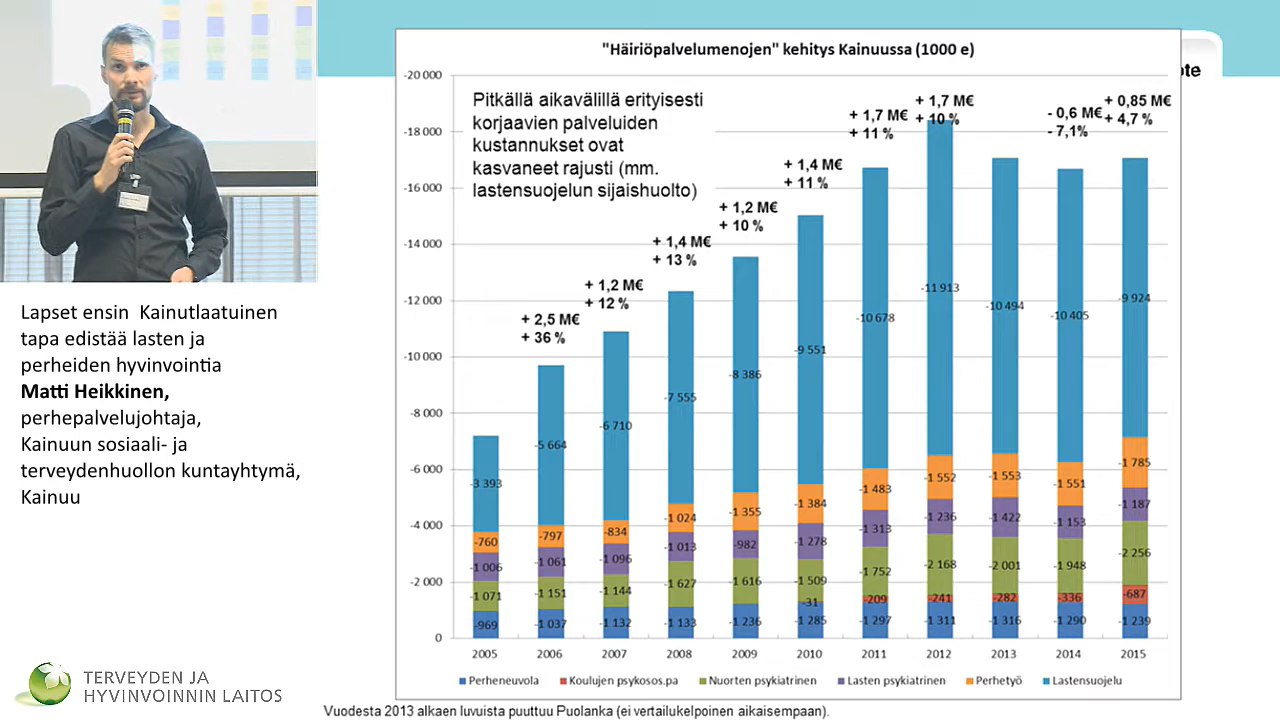 "Häiriöpalvelumenojen" kehitys Kainuussa (1000 e)
ote
Pitkällä aikavälillä erityisesti
korjaavien palveluiden
kustannukset ovat
kasvaneet rajusti (mm.
lastensuojelun sijaishuolto)
-20 000
-18 000
-16 000
-14 000
-12 000
-10 000
-8 000
-6 000
-4 000
-2 000
0
+ 2,5 M€
+ 36 %
+ 1,2 M€
+ 12 %
+ 1,4 M€
+ 13 %
+ 1,2 M€
+ 10 %
+ 1,4 M€
+ 11 %
+ 1,7 M€
+ 11 %
+ 1,7 M€
+ 10 %
- 0,6 M€
- 7,1%
+ 0,85 M€
+ 4,7 %
-3 393 -5 664 -6 710 -7 555 -8 386 -9 551 -10 678 -11 913 -10 494 -10 405 -9 924
-760 -797 -834 -1 024 -1 355 -1 384 -1 483 -1 552 -1 553 -1 551 -1 785
-1 006 -1 061 -1 096 -1 013 -982 -1 278 -1 313 -1 236 -1 422 -1 153 -1 187
-1 071 -1 151 -1 144 -1 627 -1 616 -1 509 -1 752 -2 168 -2 001 -1 948 -2 256
-31 -209 -241 -282 -336 -687
-969 -1 037 -1 132 -1 133 -1 236 -1 285 -1 297 -1 311 -1 316 -1 290 -1 239
2005 2006 2007 2008 2009 2010 2011 2012 2013 2014 2015
Perheneuvola Koulujen psykosos.pa Nuorten psykiatrinen Lasten psykiatrinen Perhetyö Lastensuojelu
Vuodesta 2013 alkaen luvuista puuttuu Puolanka (ei vertailukelpoinen aikaisempaan).
Lapset ensin Kainutlaatuinen
tapa edistää lasten ja
perheiden hyvinvointia
Matti Heikkinen,
perhepalvelujohtaja,
Kainuun sosiaali- ja
terveydenhuollon kuntayhtymä,
Kainuu
TERVEYDEN JA
HYVINVOINNIN LAITOS